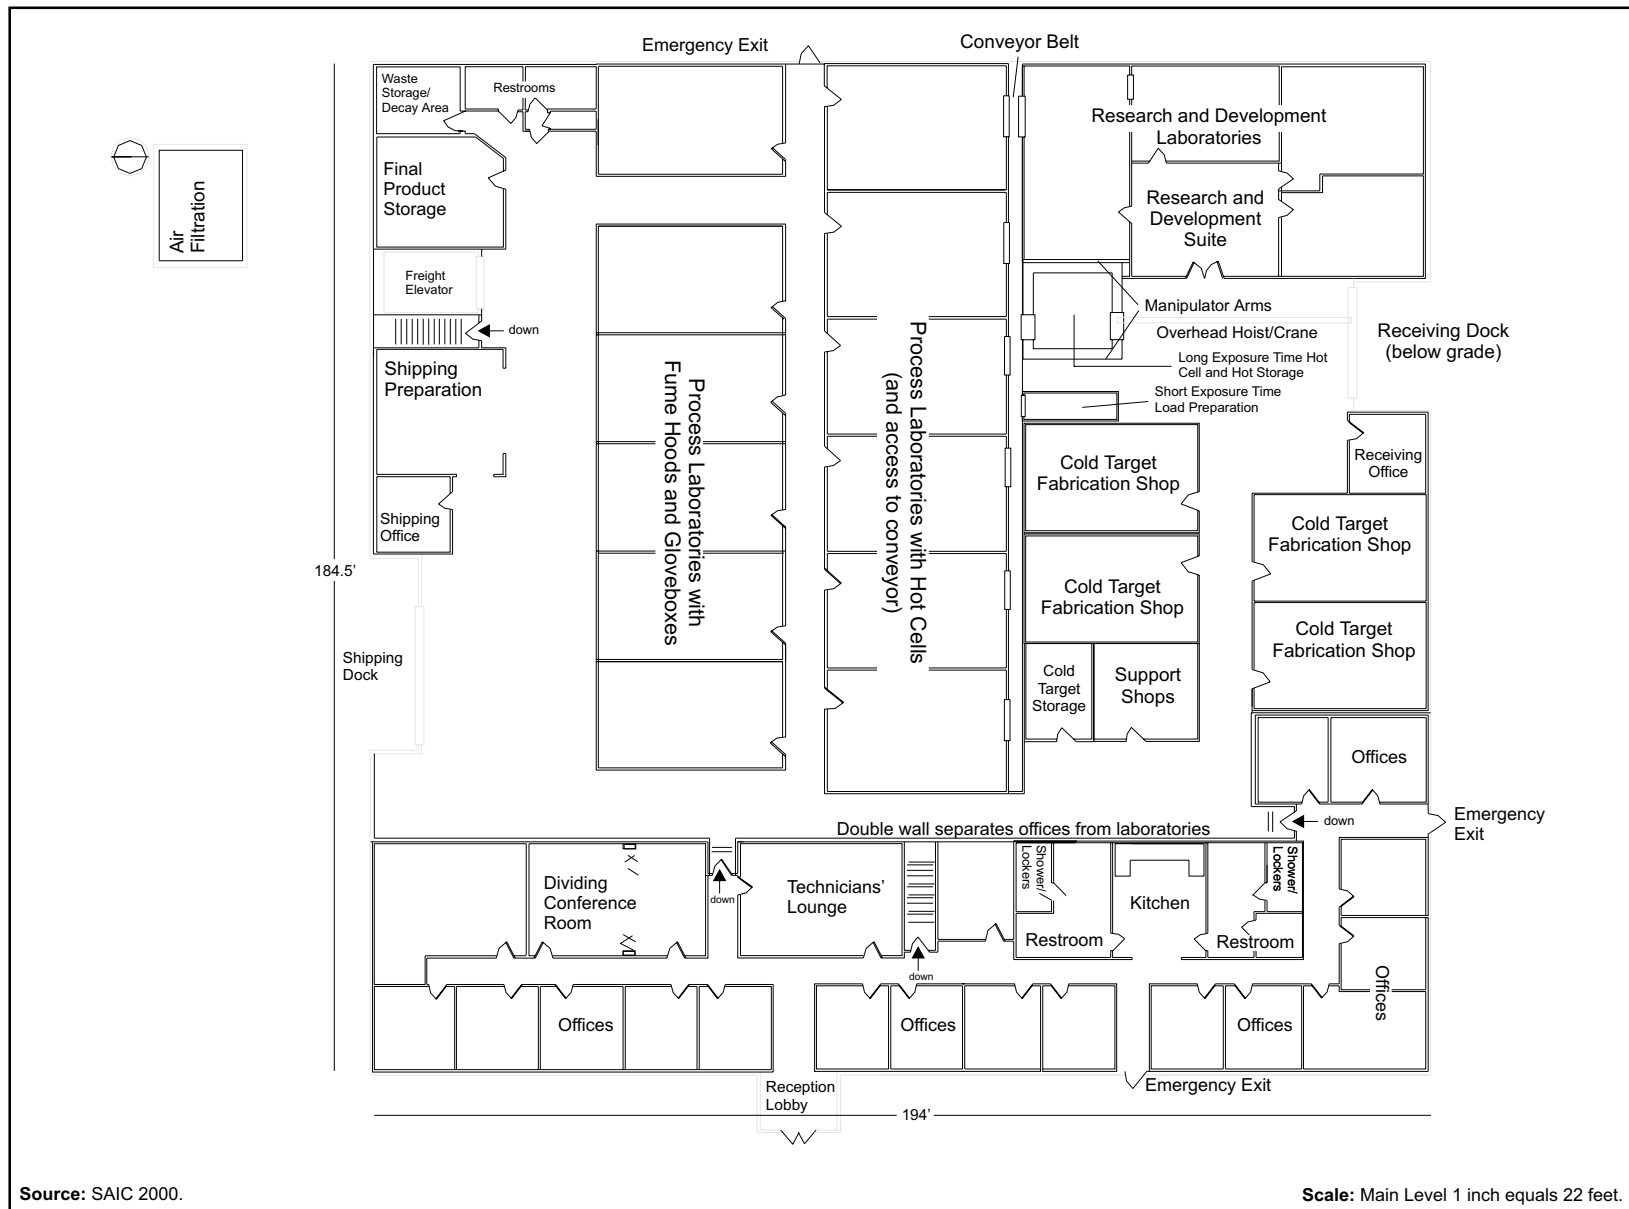 Emergency Exit
Conveyor Belt
Waste
Storage/
Decay Area
Restrooms
Research and Development
Laboratories
Air
Filtration
Final
Product
Storage
Research and
Development
Suite
Freight
Elevator
Manipulator Arms
down
Overhead Hoist/Crane
Receiving Dock
(below grade)
Long Exposure Time Hot
Cell and Hot Storage
Shipping
Preparation
Short Exposure Time
Load Preparation
Process Laboratories with
Fume Hoods and Gloveboxes
Process Laboratories with Hot Cells
(and access to conveyor)
Cold Target
Fabrication Shop
Receiving
Office
Shipping
Office
Cold Target
Fabrication Shop
184.5’
Cold Target
Fabrication Shop
Cold Target
Fabrication Shop
Shipping
Dock
Cold
Target
Storage
Support
Shops
Offices
Emergency
Exit
down
Double wall separates offices from laboratories
Dividing
Conference
Room
down
Technicians’
Lounge
down
Shower/
Lockers
Restroom
Kitchen
Shower/
Lockers
Restroom
Offices
Offices
Offices
Offices
Reception
Lobby
Emergency Exit
194’
Source: SAIC 2000.
Scale: Main Level 1 inch equals 22 feet.